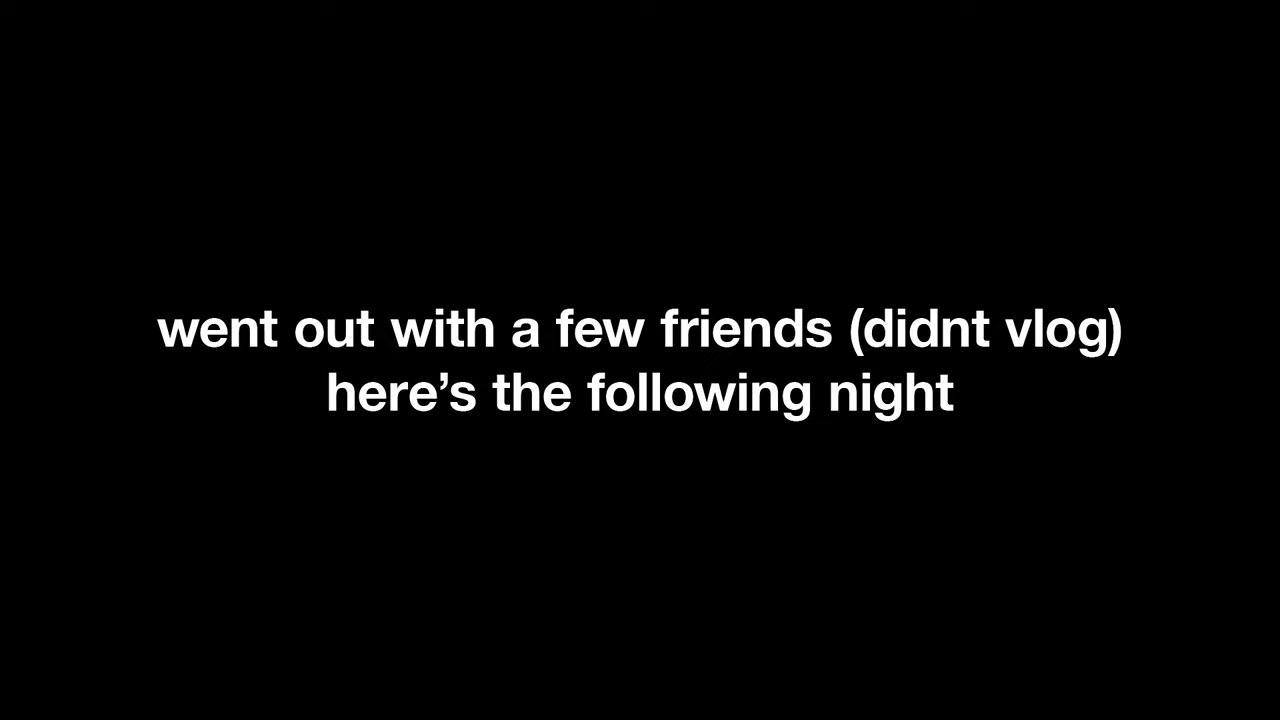 went out with a few friends (didnt vlog)
here’s the following night